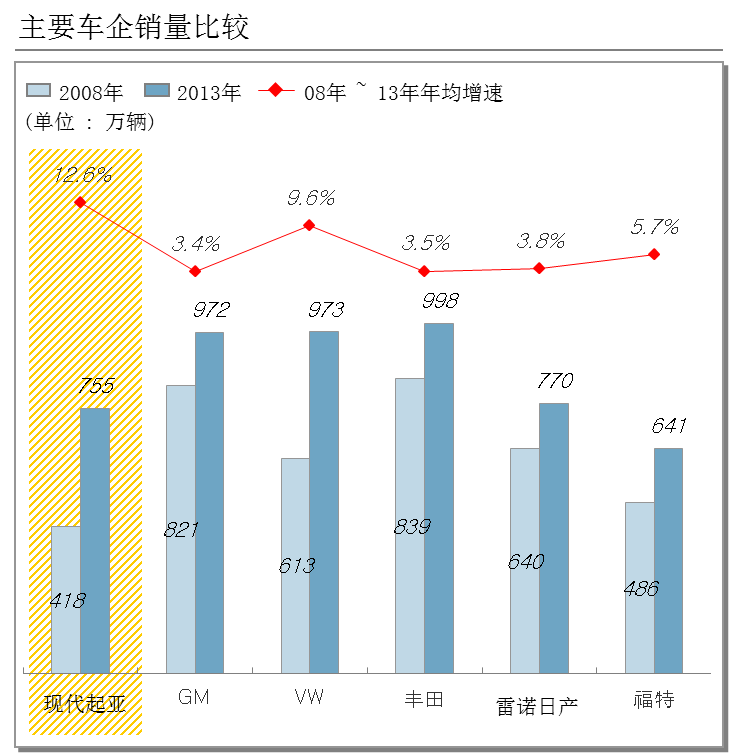 主要车企销量比较
2008年 2013年 08年 ~ 13年年均增速
(单位 : 万辆)
12.6% 3.4% 9.6% 3.5% 3.8% 5.7%
755 972 973 998 770 641
418 821 613 839 640 486
现代起亚 GM VW 丰田 雷诺日产 福特